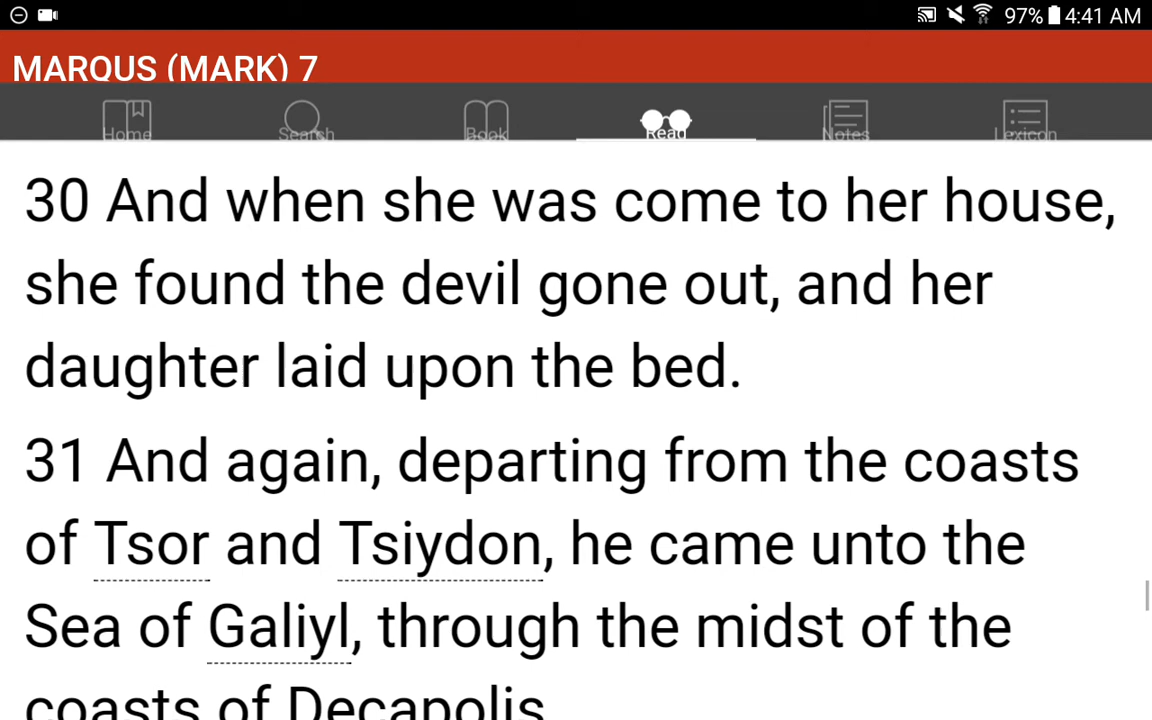 97% 4:41 AM
MARQUS (MARK) 7
Home Search Book Read Notes Lexicon
30 And when she was come to her house,
she found the devil gone out, and her
daughter laid upon the bed.
31 And again, departing from the coasts
of Tsor and Tsiydon, he came unto the
Sea of Galiyl, through the midst of the
coasts of Decapolis